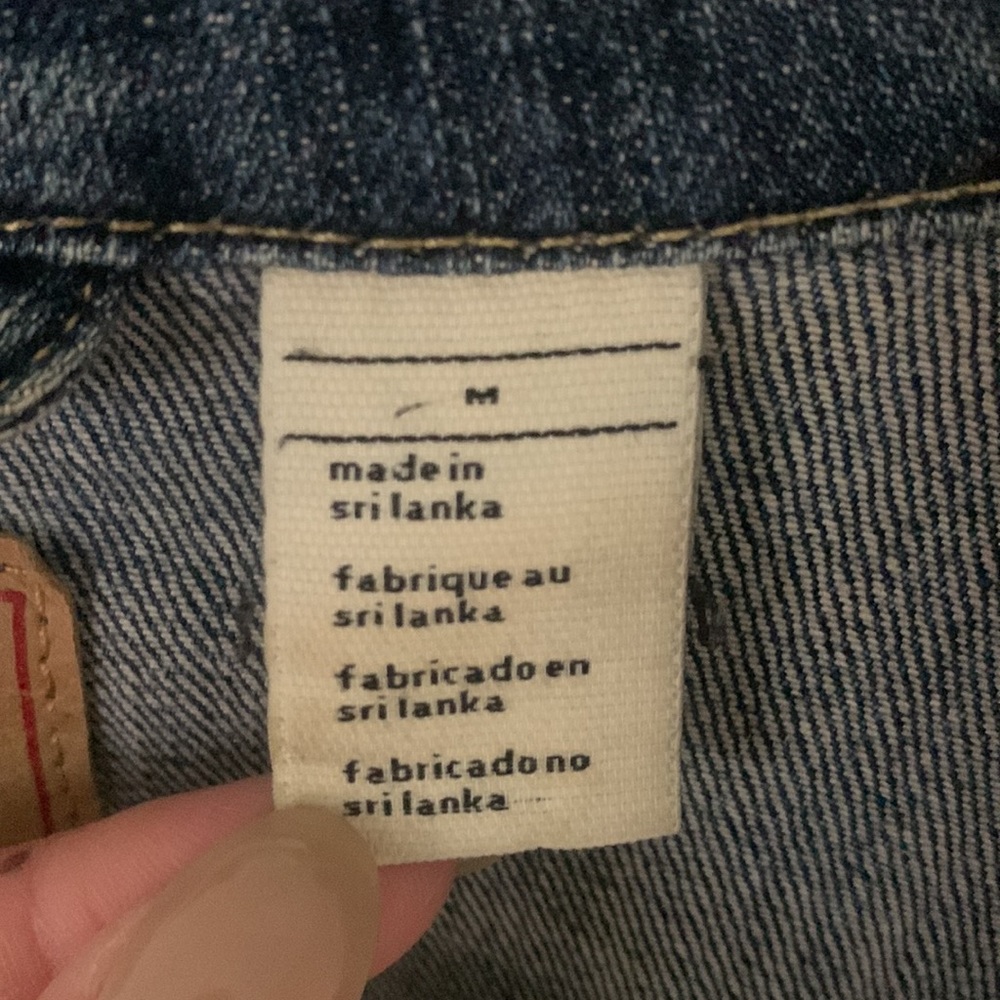 M
made in
sri lanka
fabrique au
sri lanka
fabricado en
sri lanka
fabricado no
sri lanka